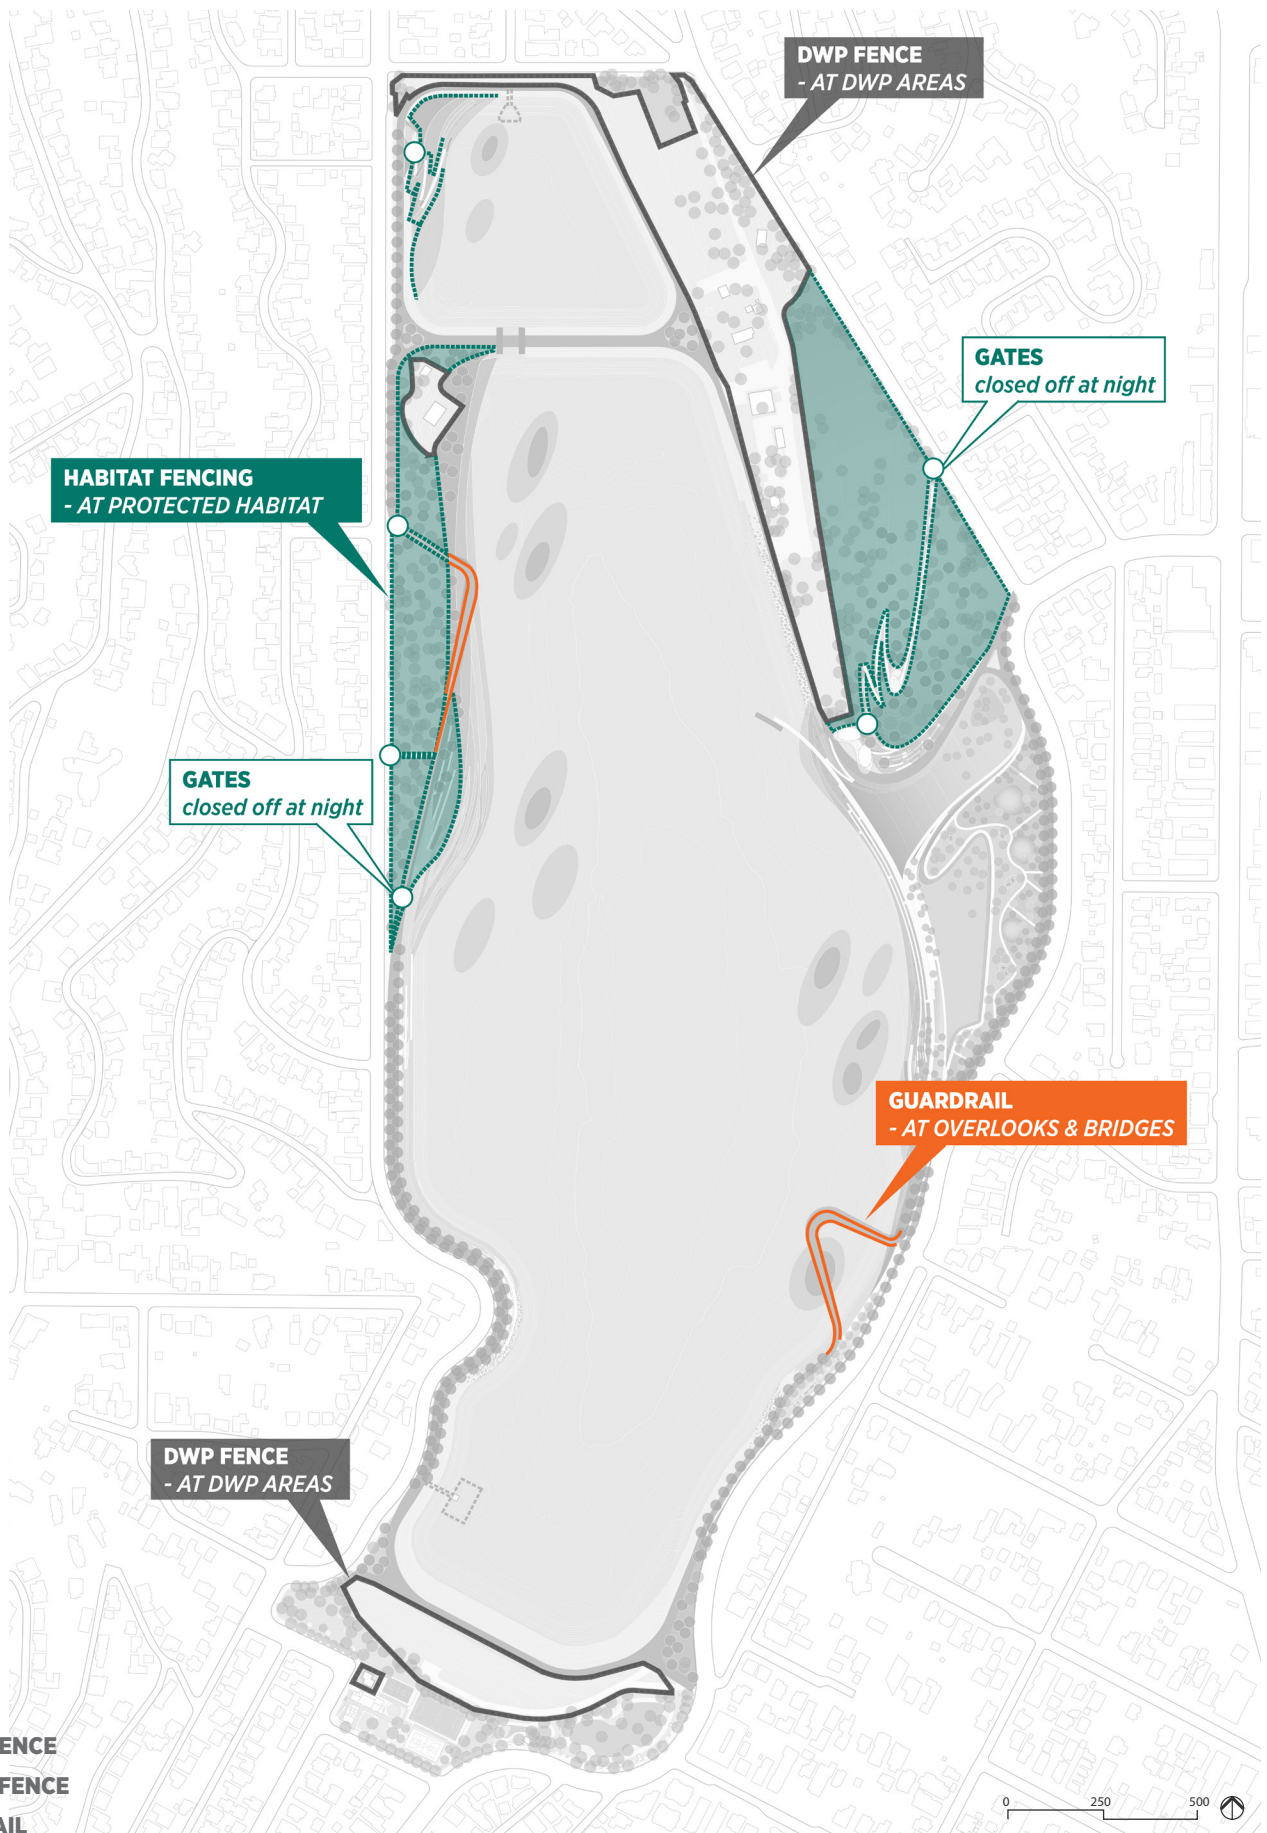 DWP FENCE
- AT DWP AREAS
GATES
closed off at night
HABITAT FENCING
- AT PROTECTED HABITAT
GATES
closed off at night
GUARDRAIL
- AT OVERLOOKS & BRIDGES
DWP FENCE
- AT DWP AREAS
ENCE
FENCE
AIL
0 250 500